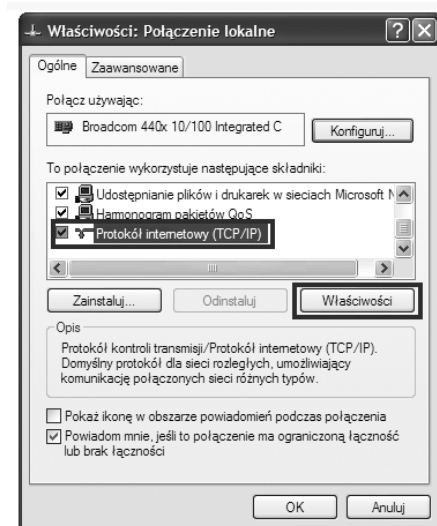 Właściwości: Połączenie lokalne
Ogólne Zaawansowane
Połącz używając:
Broadcom 440x 10/100 Integrated C Konfiguruj...
To połączenie wykorzystuje następujące składniki:
Udostępnianie plików i drukarek w sieciach Microsoft N
Harmonogram pakietów QoS
Protokół internetowy (TCP/IP)
Zainstaluj... Odinstaluj Właściwości
Opis
Protokół kontroli transmisji/Protokół internetowy (TCP/IP).
Domyślny protokół dla sieci rozległych, umożliwiający
komunikację połączonych sieci różnych typów.
Pokaż ikonę w obszarze powiadomień podczas połączenia
Powiadom mnie, jeśli to połączenie ma ograniczoną łączność
lub brak łączności
OK Anuluj